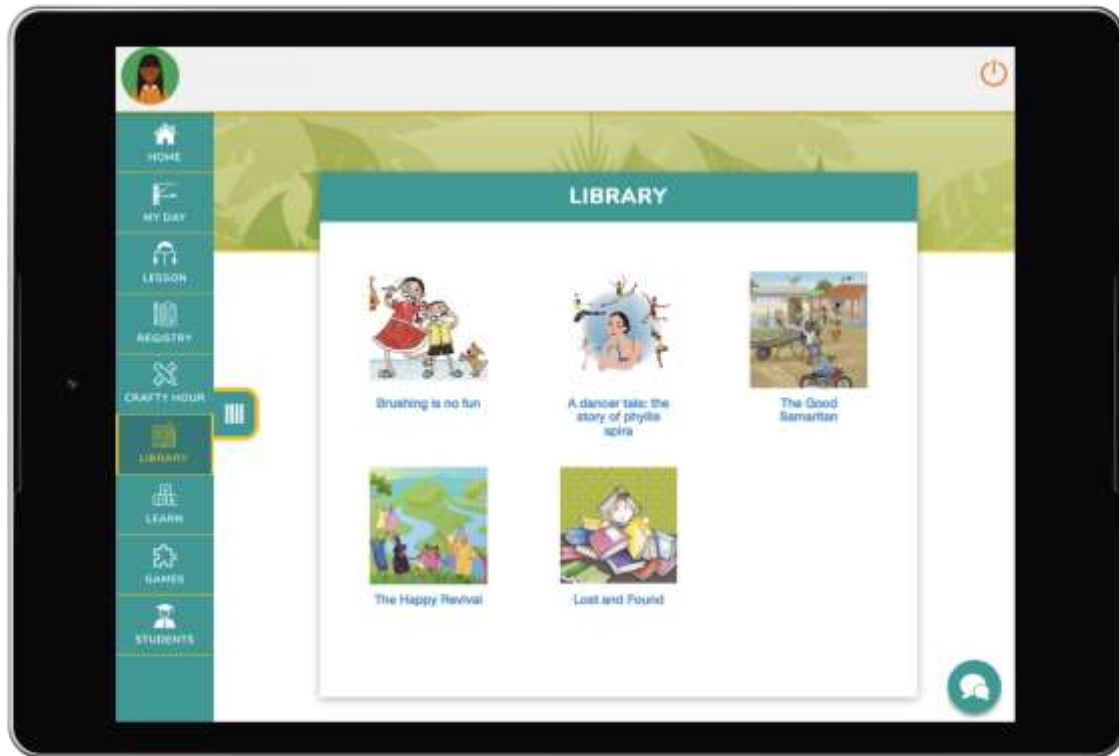 HOME
MY DAY
LESSON
REGISTRY
CRAFTY HOUR
LIBRARY
LEARN
GAMES
STUDENTS
LIBRARY
Brushing is no fun
A dancer tale: the
story of phyllis
spira
The Good
Samaritan
The Happy Revival
Lost and Found